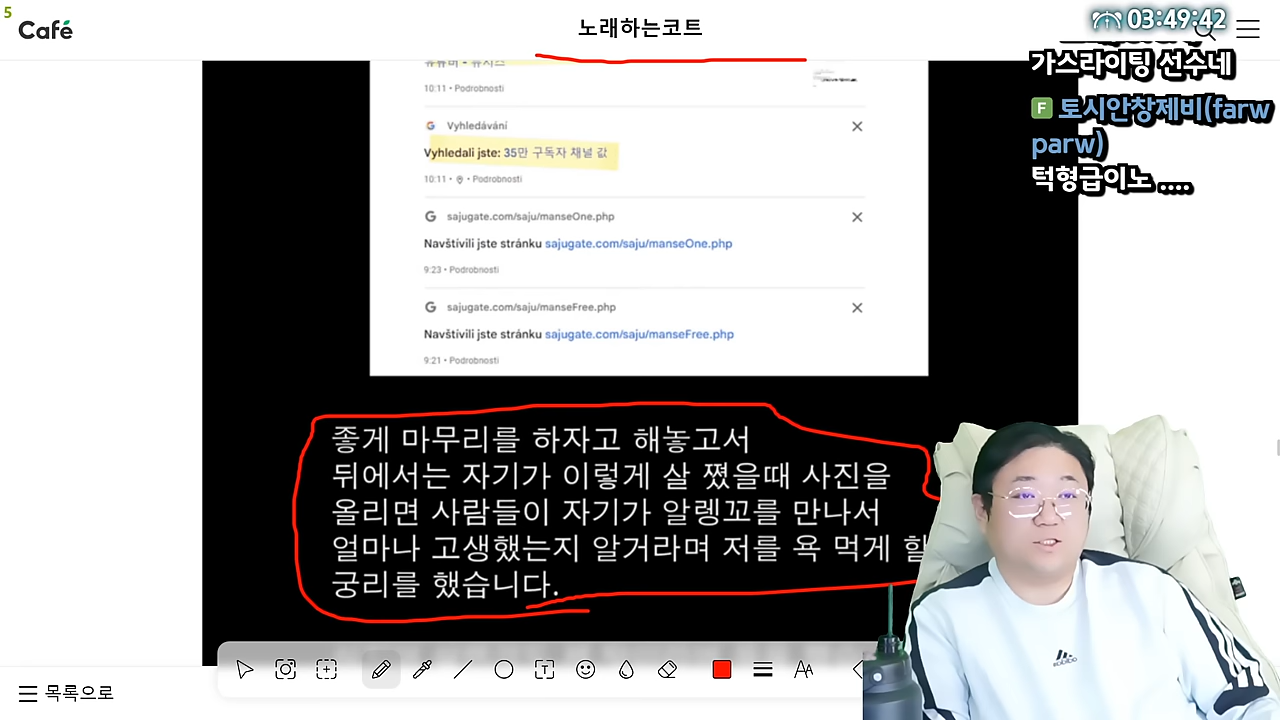 5
Café
노래하는코트
03:49:42
가스라이팅 선수네
F 토시안창제비(farw
parw)
턱형급이노 ....
10:11 • Podrobnosti
G Vyhledávání
Vyhledali jste: 35만 구독자 채널 값
10:11 • • Podrobnosti
G sajugate.com/saju/manseOne.php
Navštívili jste stránku sajugate.com/saju/manseOne.php
9:23 • Podrobnosti
G sajugate.com/saju/manseFree.php
Navštívili jste stránku sajugate.com/saju/manseFree.php
9:21 • Podrobnosti
좋게 마무리를 하자고 해놓고서
뒤에서는 자기가 이렇게 살 쪘을때 사진을
올리면 사람들이 자기가 알렝꼬를 만나서
얼마나 고생했는지 알거라며 저를 욕 먹게 할
궁리를 했습니다.
T
AA
목록으로